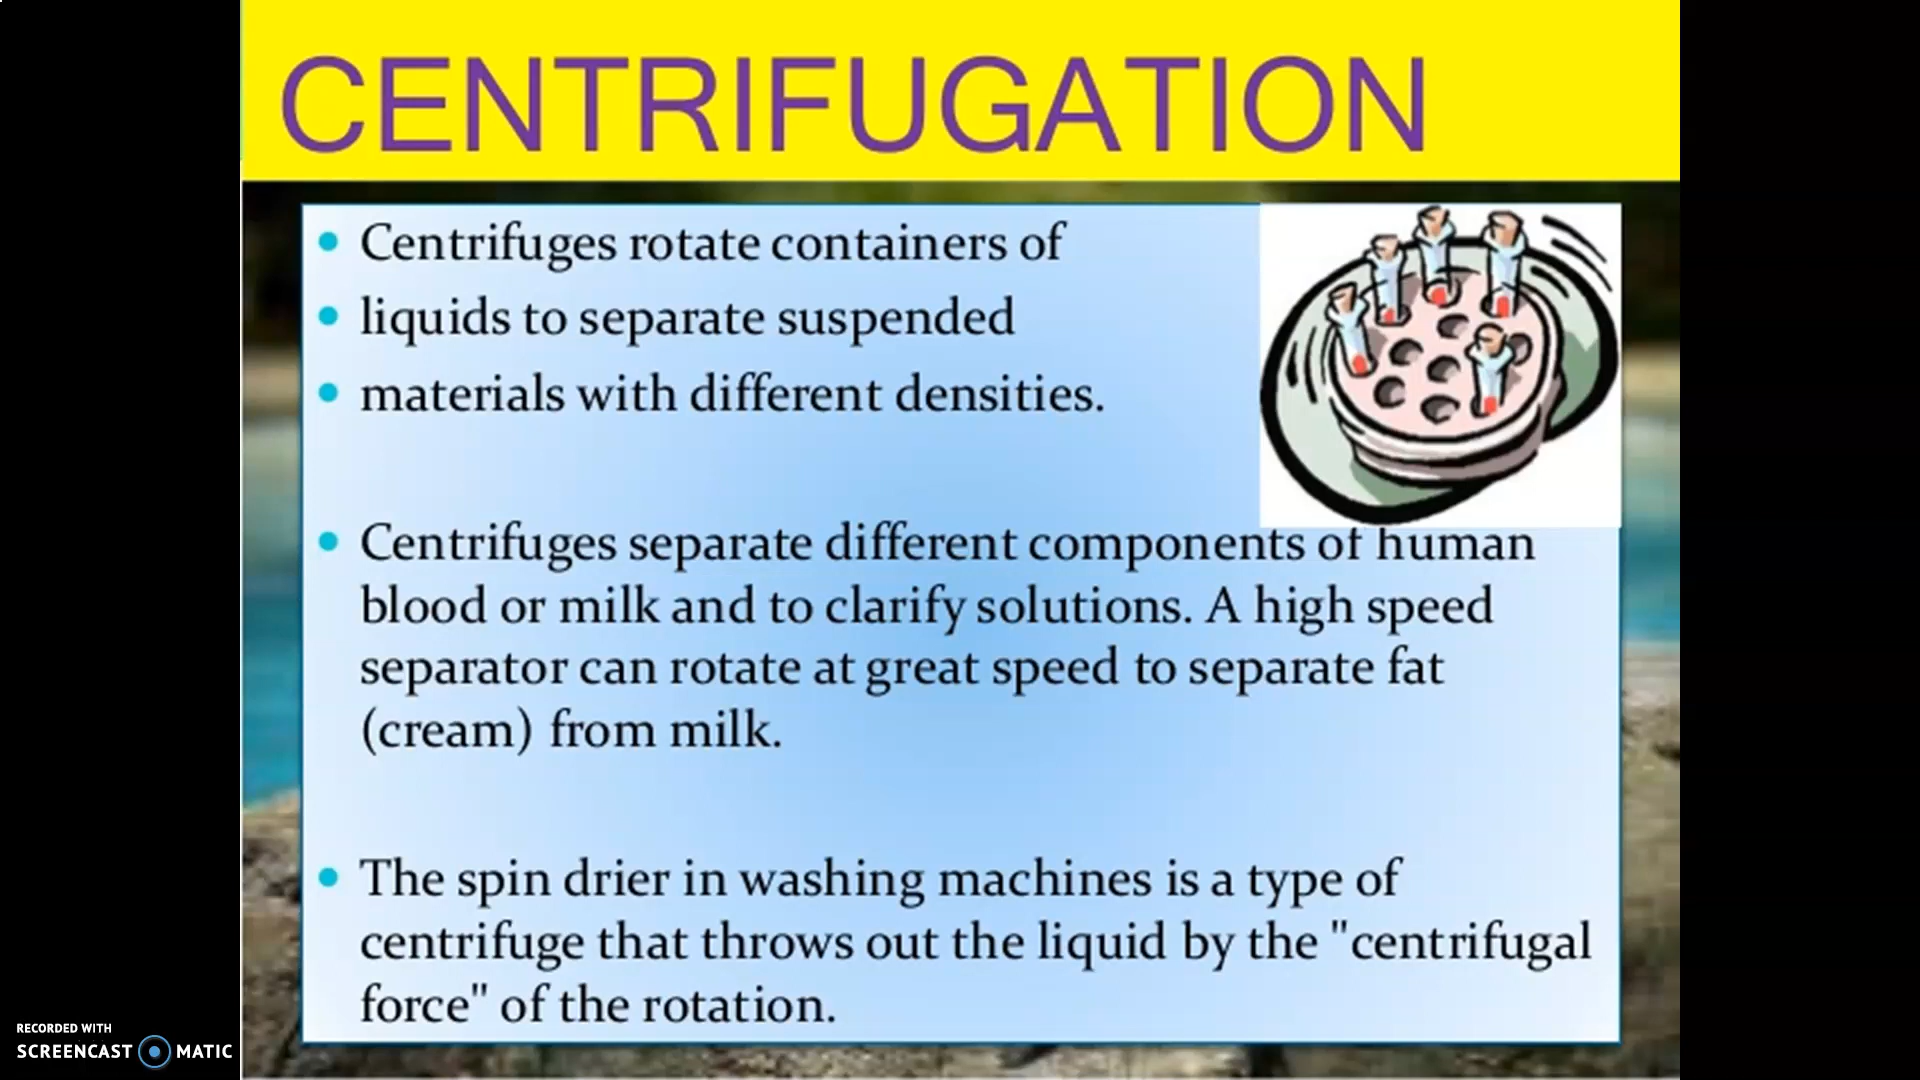 CENTRIFUGATION
• Centrifuges rotate containers of
• liquids to separate suspended
• materials with different densities.
• Centrifuges separate different components of human
blood or milk and to clarify solutions. A high speed
separator can rotate at great speed to separate fat
(cream) from milk.
• The spin drier in washing machines is a type of
centrifuge that throws out the liquid by the "centrifugal
force" of the rotation.
RECORDED WITH
SCREENCAST MATIC